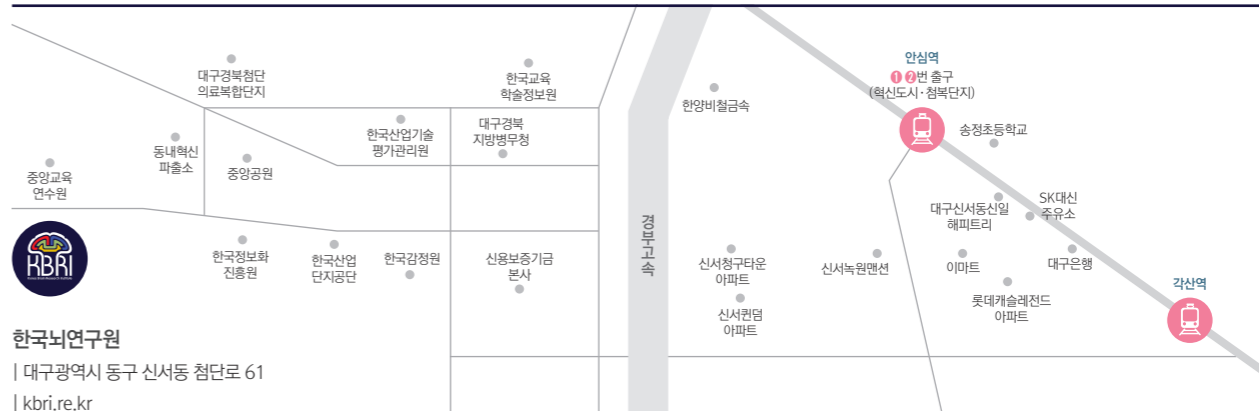 안심역
❶ ❷번 출구
(혁신도시·첨복단지)
대구경북첨단
의료복합단지
한국교육
학술정보원
한양비철금속
한국산업기술
평가관리원
대구경북
지방병무청
송정초등학교
동내혁신
파출소
중앙공원
중앙교육
연수원
대구신서동신일
해피트리
SK대신
주유소
경부고속
KBRI
한국정보화
진흥원
한국산업
단지공단
한국감정원
신용보증기금
본사
신서청구타운
아파트
신서녹원맨션
이마트
대구은행
신서퀸덤
아파트
롯데캐슬레전드
아파트
각산역
한국뇌연구원
| 대구광역시 동구 신서동 첨단로 61
| kbri.re.kr